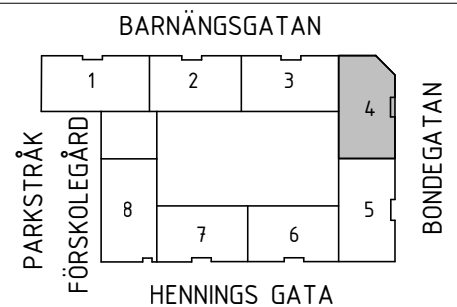 BARNÄNGSGATAN
1 2 3
4
BONDEGATAN
PARKSTRÅK
FÖRSKOLEGÅRD
8
7 6
5
HENNINGS GATA